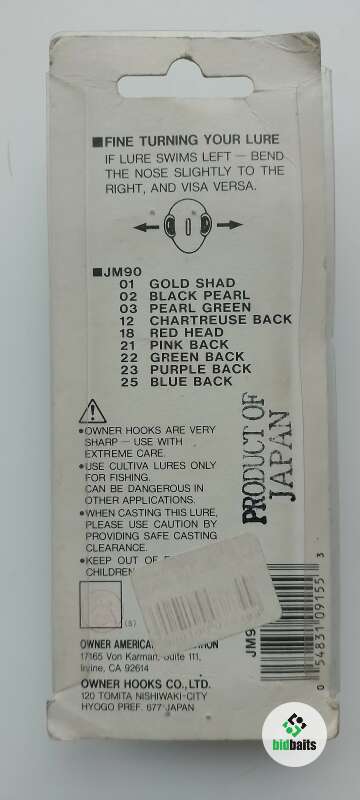 ■FINE TURNING YOUR LURE
IF LURE SWIMS LEFT — BEND
THE NOSE SLIGHTLY TO THE
RIGHT, AND VISA VERSA.
■JM90
01 GOLD SHAD
02 BLACK PEARL
03 PEARL GREEN
12 CHARTREUSE BACK
18 RED HEAD
21 PINK BACK
22 GREEN BACK
23 PURPLE BACK
25 BLUE BACK
•OWNER HOOKS ARE VERY
SHARP — USE WITH
EXTREME CARE.
•USE CULTIVA LURES ONLY
FOR FISHING.
CAN BE DANGEROUS IN
OTHER APPLICATIONS.
•WHEN CASTING THIS LURE,
PLEASE USE CAUTION BY
PROVIDING SAFE CASTING
CLEARANCE.
•KEEP OUT OF
CHILDREN
PRODUCT OF
JAPAN
(S)
JM9
0 54831 09155 3
OWNER AMERICA
17165 Von Karman, Suite 111,
Irvine, CA 92614
OWNER HOOKS CO., LTD.
120 TOMITA NISHIWAKI-CITY
HYOGO PREF. 677 JAPAN
bidbaits